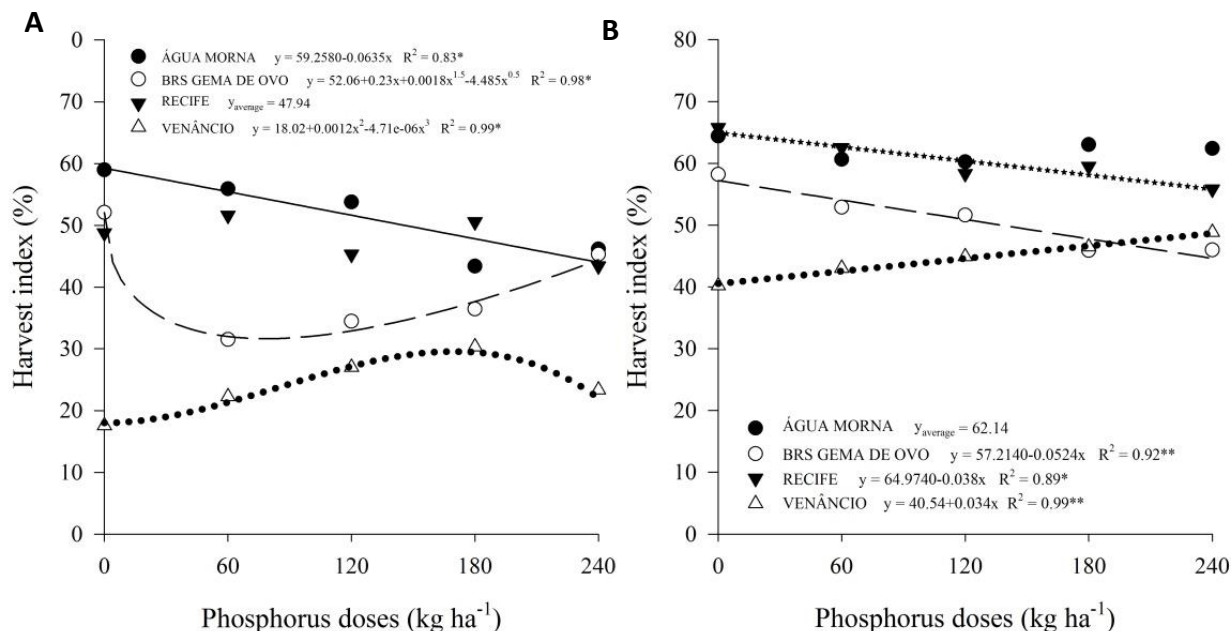 A
Harvest index (%)
0
70
60
50
40
30
20
10
0
ÁGUA MORNA y = 59.2580-0.0635x R² = 0.83*
BRS GEMA DE OVO y = 52.06+0.23x+0.0018x^1.5-4.485x^0.5 R² = 0.98*
RECIFE y_average = 47.94
VENÂNCIO y = 18.02+0.0012x²-4.71e-06x³ R² = 0.99*
0 60 120 180 240
Phosphorus doses (kg ha⁻¹)
B
Harvest index (%)
80
70
60
50
40
30
20
10
0
ÁGUA MORNA y_average = 62.14
BRS GEMA DE OVO y = 57.2140-0.0524x R² = 0.92**
RECIFE y = 64.9740-0.038x R² = 0.89*
VENÂNCIO y = 40.54+0.034x R² = 0.99**
0 60 120 180 240
Phosphorus doses (kg ha⁻¹)